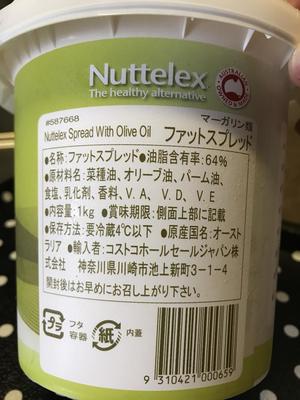 Nuttelex
The healthy alternative
AUSTRALIAN
OWNED & MADE
#587668
マーガリン類
Nuttelex Spread With Olive Oil ファットスプレッド
●名称:ファットスプレッド●油脂含有率:64%
●原材料名:菜種油、オリーブ油、パーム油、
食塩、乳化剤、香料、V.A、V.D、V.E
●内容量:1kg ●賞味期限:側面上部に記載
●保存方法:要冷蔵4℃以下 ●原産国名:オースト
ラリア ●輸入者:コストコホールセールジャパン株
式会社 神奈川県川崎市池上新町3-1-4
開封後はお早めにお召し上がり下さい。
プラ
フタ
容器
紙
内蓋
9 310421 000659